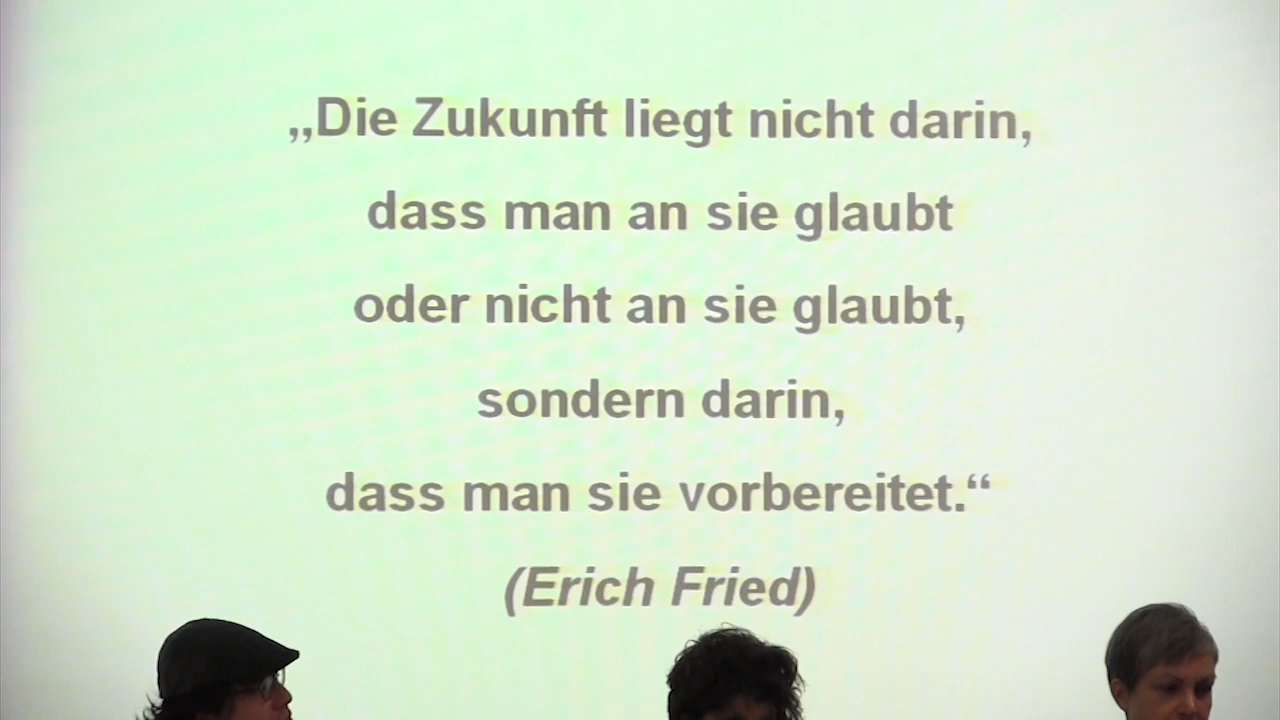 „Die Zukunft liegt nicht darin,
dass man an sie glaubt
oder nicht an sie glaubt,
sondern darin,
dass man sie vorbereitet.“
(Erich Fried)